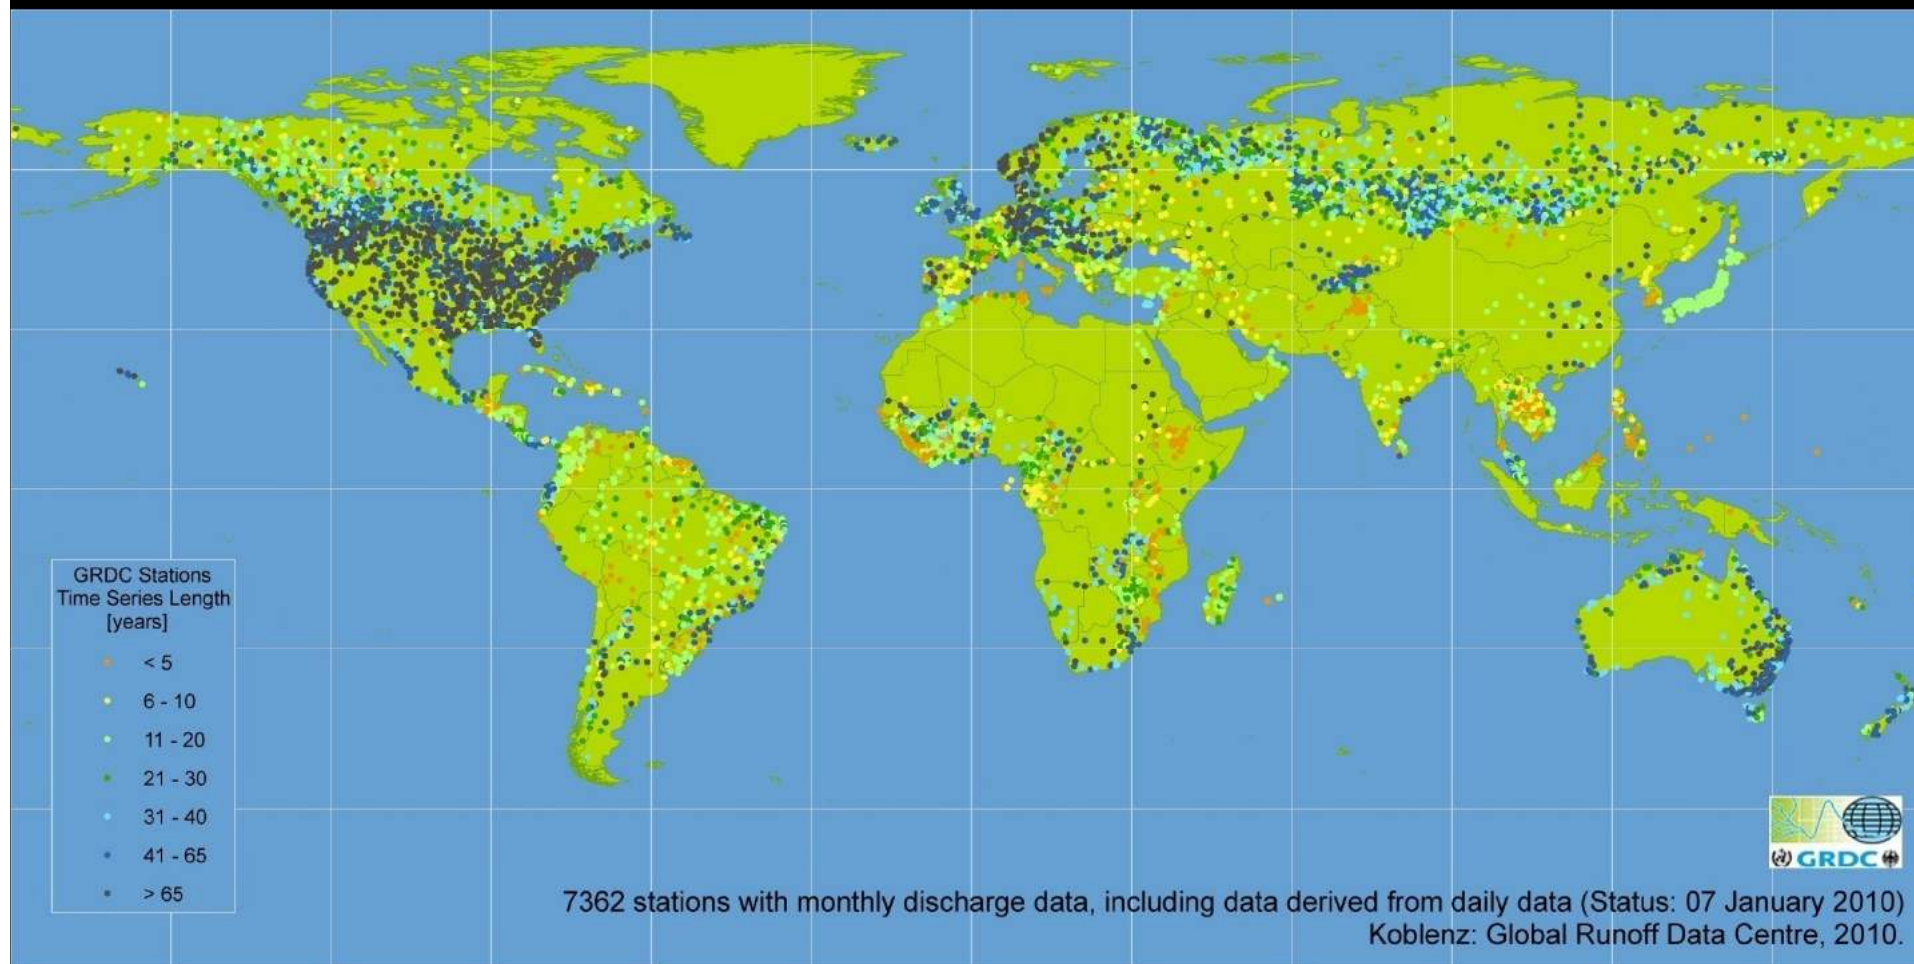 GRDC Stations
Time Series Length
[years]
< 5
6 - 10
11 - 20
21 - 30
31 - 40
41 - 65
> 65
GRDC
7362 stations with monthly discharge data, including data derived from daily data (Status: 07 January 2010)
Koblenz: Global Runoff Data Centre, 2010.